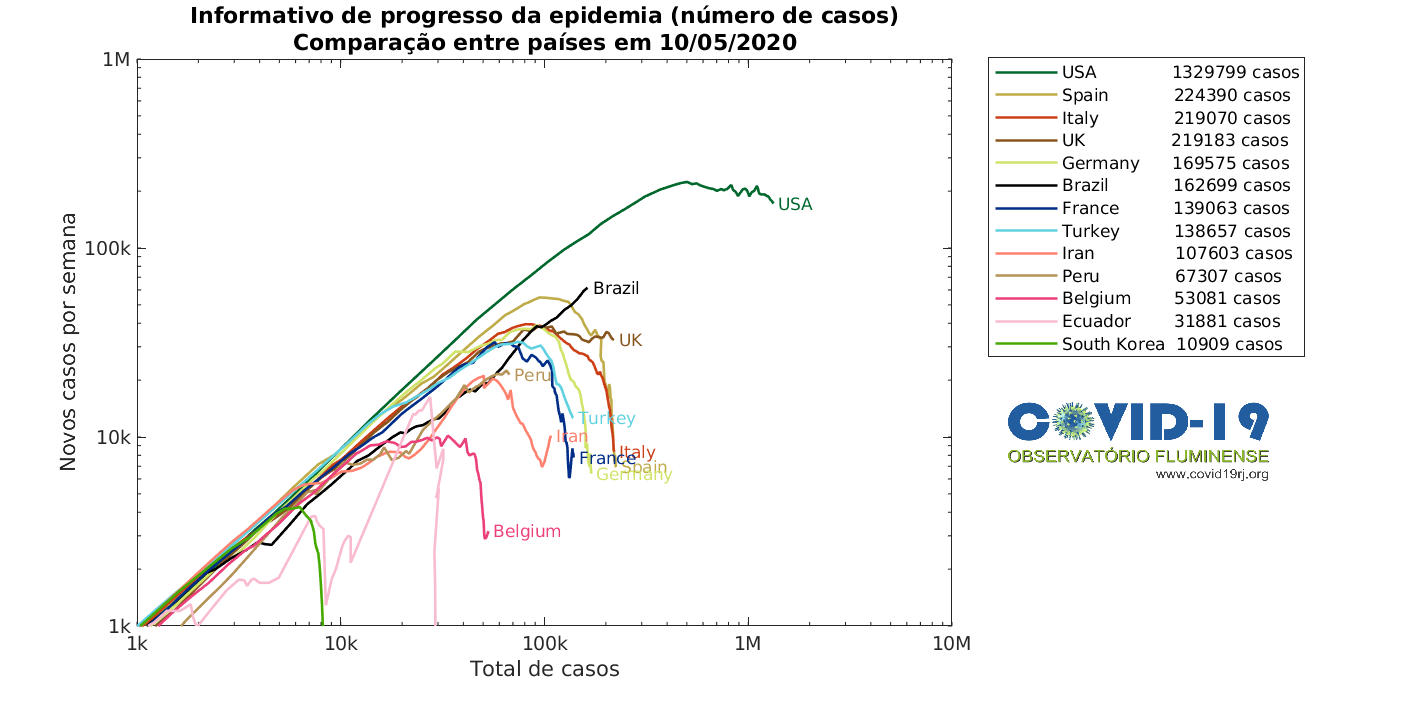 Informativo de progresso da epidemia (número de casos)
Comparação entre países em 10/05/2020
1M
100k
10k
1k
Novos casos por semana
1k
10k
100k
1M
10M
Total de casos
USA
Brazil
UK
Peru
Turkey
Iran
Italy
France
Spain
Germany
Belgium
USA 1329799 casos
Spain 224390 casos
Italy 219070 casos
UK 219183 casos
Germany 169575 casos
Brazil 162699 casos
France 139063 casos
Turkey 138657 casos
Iran 107603 casos
Peru 67307 casos
Belgium 53081 casos
Ecuador 31881 casos
South Korea 10909 casos
COVID-19
OBSERVATÓRIO FLUMINENSE
www.covid19rj.org